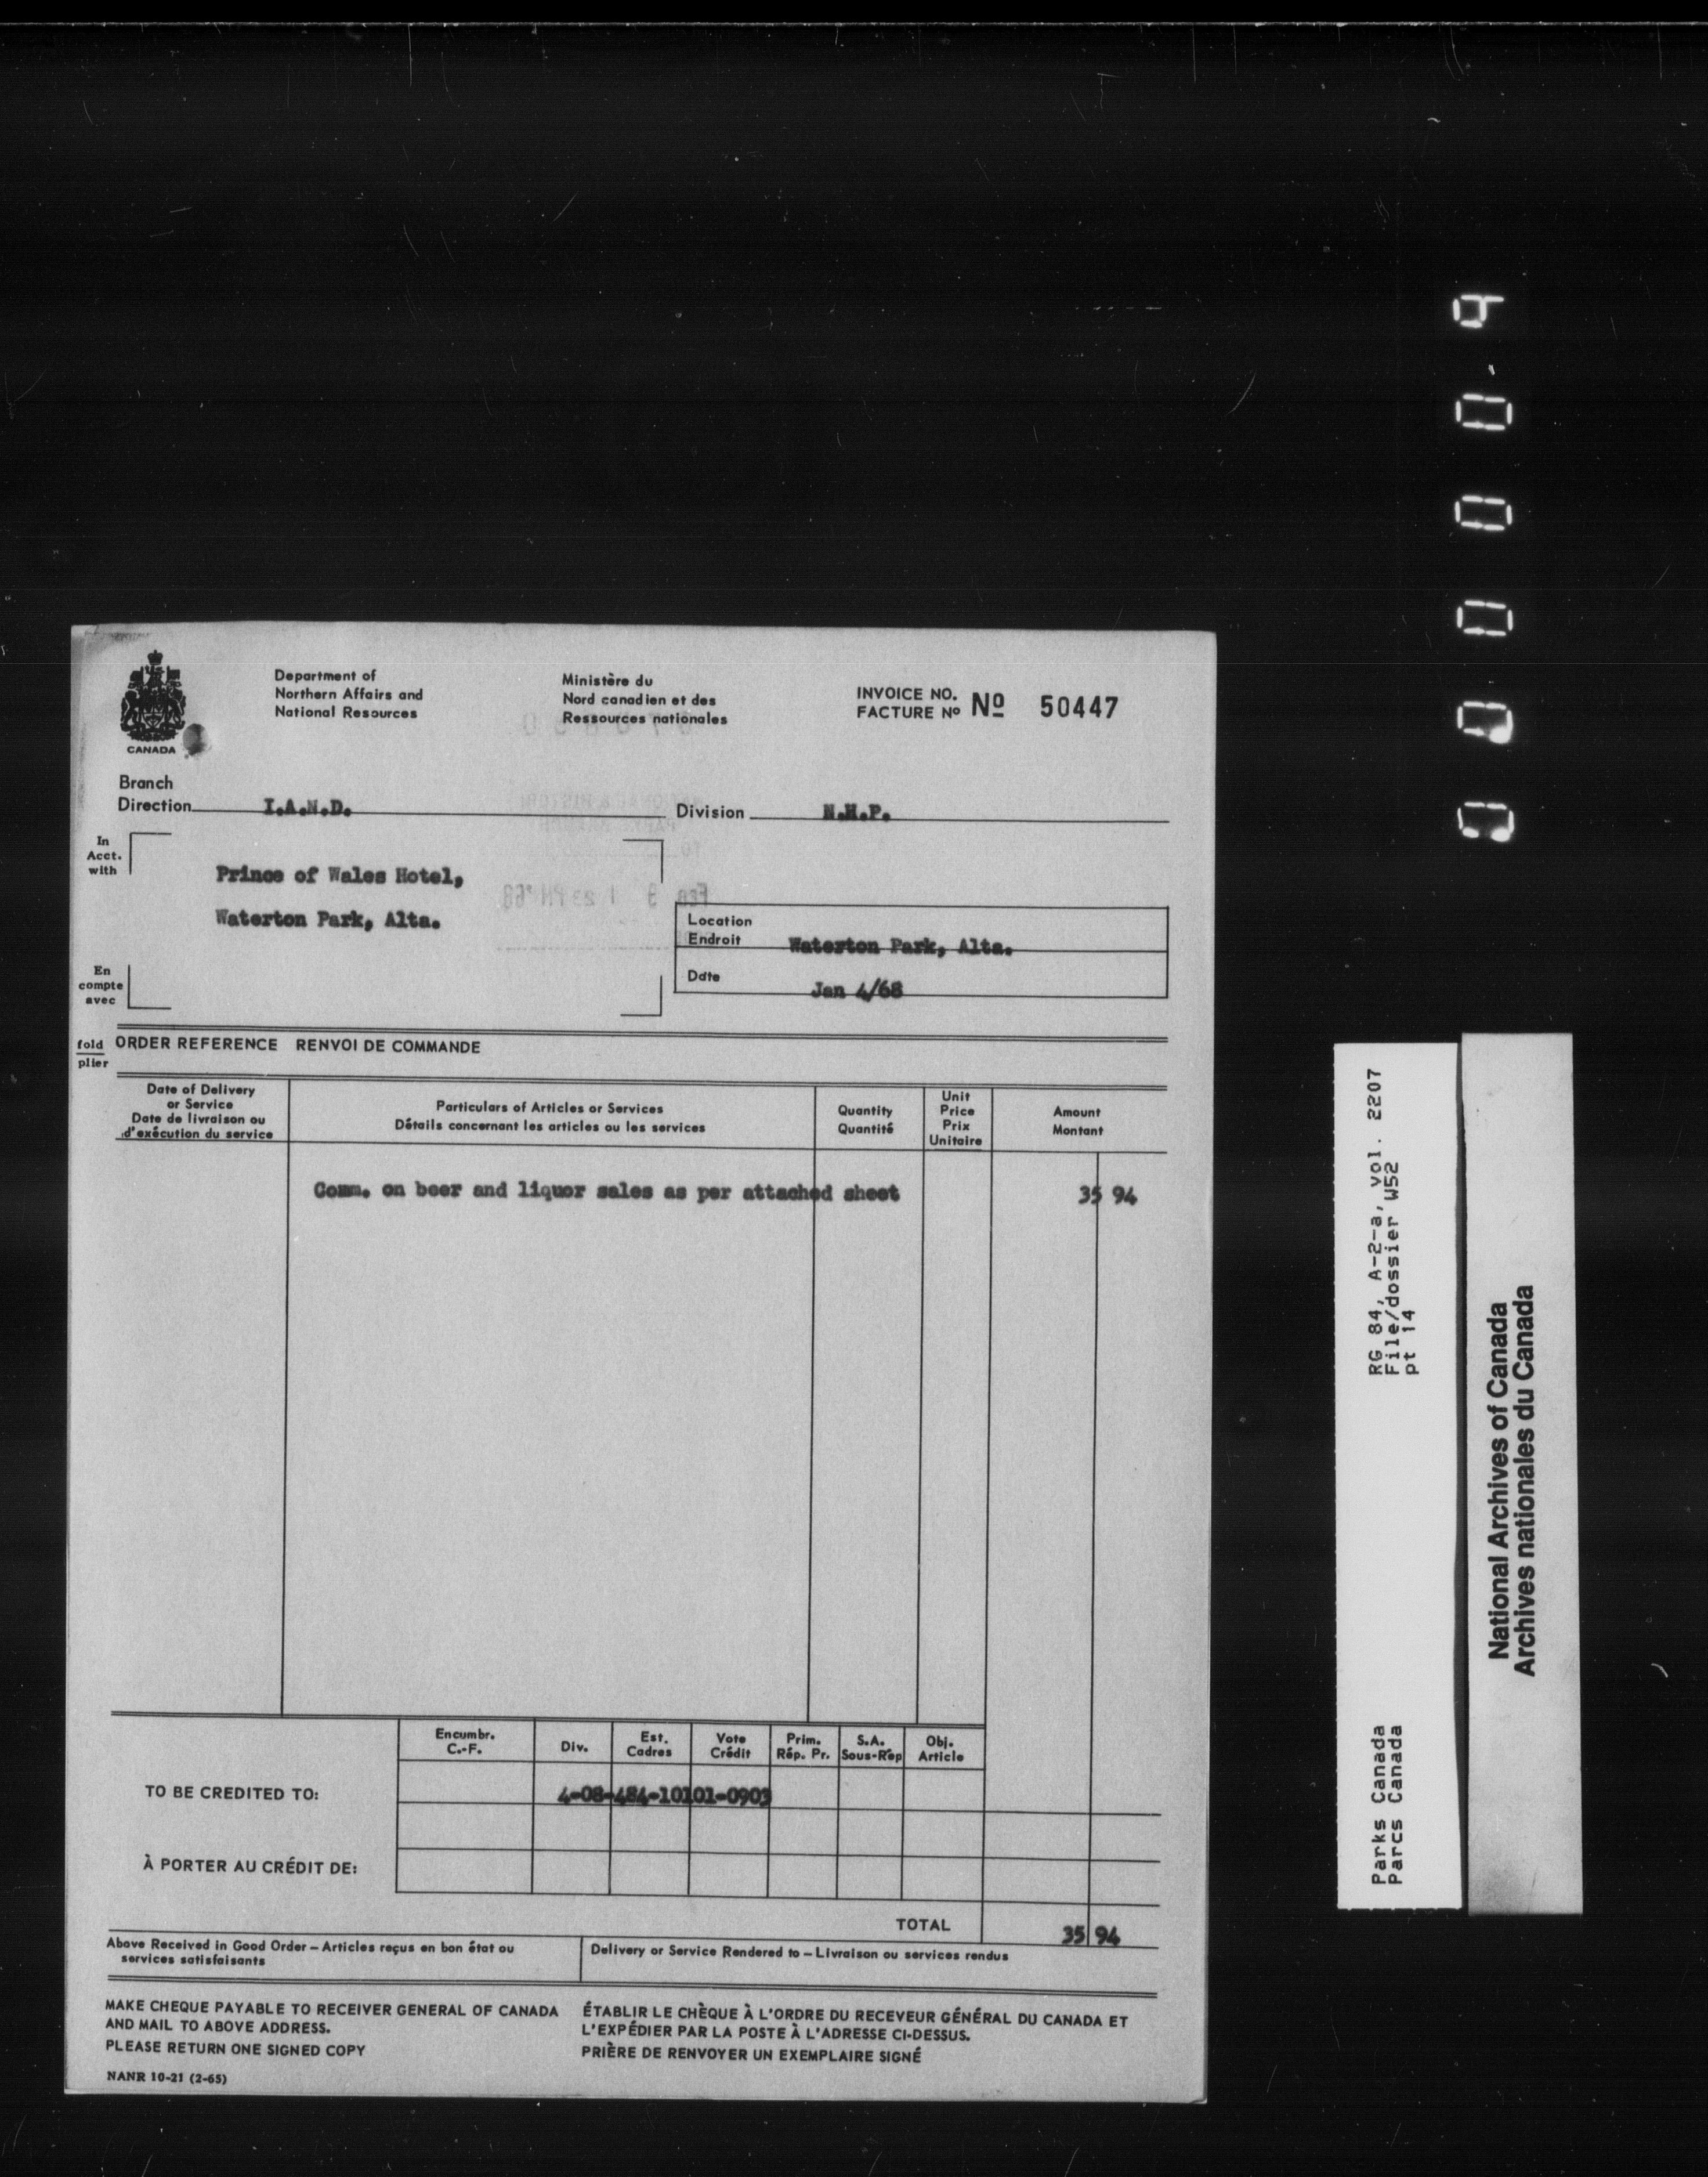 Department of
Northern Affairs and
National Resources
Ministère du
Nord canadien et des
Ressources nationales
INVOICE NO.
FACTURE Nº
Nº 50447
CANADA
Branch
Direction I.A.N.D.
Division N.H.P.
In
Acct.
with
Prince of Wales Hotel,
Waterton Park, Alta.
En
compte
avec
Location
Endroit Waterton Park, Alta.
Date Jan 4/68
fold
plier
ORDER REFERENCE RENVOI DE COMMANDE
Date of Delivery
or Service
Date de livraison ou
d'exécution du service
Particulars of Articles or Services
Détails concernant les articles ou les services
Quantity
Quantité
Unit
Price
Prix
Unitaire
Amount
Montant
Comm. on beer and liquor sales as per attached sheet 35 94
Encumbr.
C.-F.
Div.
Est.
Cadres
Vote
Crédit
Prim.
Rép. Pr.
S.A.
Sous-Rép
Obj.
Article
TO BE CREDITED TO: 4-08-484-10101-0903
À PORTER AU CRÉDIT DE:
TOTAL 35 94
Above Received in Good Order – Articles reçus en bon état ou
services satisfaisants
Delivery or Service Rendered to – Livraison ou services rendus
MAKE CHEQUE PAYABLE TO RECEIVER GENERAL OF CANADA
AND MAIL TO ABOVE ADDRESS.
PLEASE RETURN ONE SIGNED COPY
ÉTABLIR LE CHÈQUE À L'ORDRE DU RECEVEUR GÉNÉRAL DU CANADA ET
L'EXPÉDIER PAR LA POSTE À L'ADRESSE CI-DESSUS.
PRIÈRE DE RENVOYER UN EXEMPLAIRE SIGNÉ
NANR 10-21 (2-65)
Parks Canada
Parcs Canada
RG 84, A-2-a, vol. 2207
File/dossier W52
pt 14
National Archives of Canada
Archives nationales du Canada